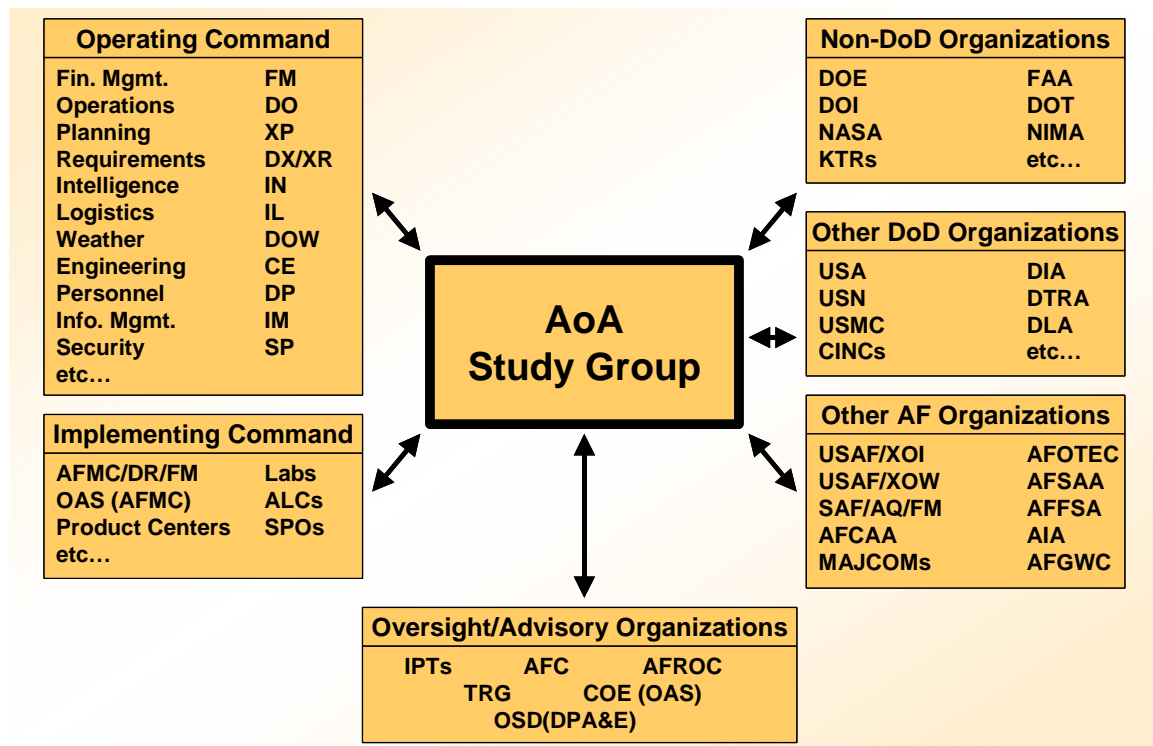 Operating Command
Fin. Mgmt. FM
Operations DO
Planning XP
Requirements DX/XR
Intelligence IN
Logistics IL
Weather DOW
Engineering CE
Personnel DP
Info. Mgmt. IM
Security SP
etc…
Implementing Command
AFMC/DR/FM Labs
OAS (AFMC) ALCs
Product Centers SPOs
etc…
AoA
Study Group
Non-DoD Organizations
DOE FAA
DOI DOT
NASA NIMA
KTRs etc…
Other DoD Organizations
USA DIA
USN DTRA
USMC DLA
CINCs etc…
Other AF Organizations
USAF/XOI AFOTEC
USAF/XOW AFSAA
SAF/AQ/FM AFFSA
AFCAA AIA
MAJCOMs AFGWC
Oversight/Advisory Organizations
IPTs AFC AFROC
TRG COE (OAS)
OSD(DPA&E)